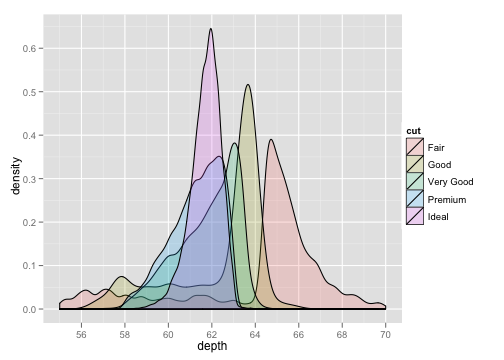 0.6
0.5
0.4
0.3
0.2
0.1
0.0
density
56 58 60 62 64 66 68 70
depth
cut
Fair
Good
Very Good
Premium
Ideal